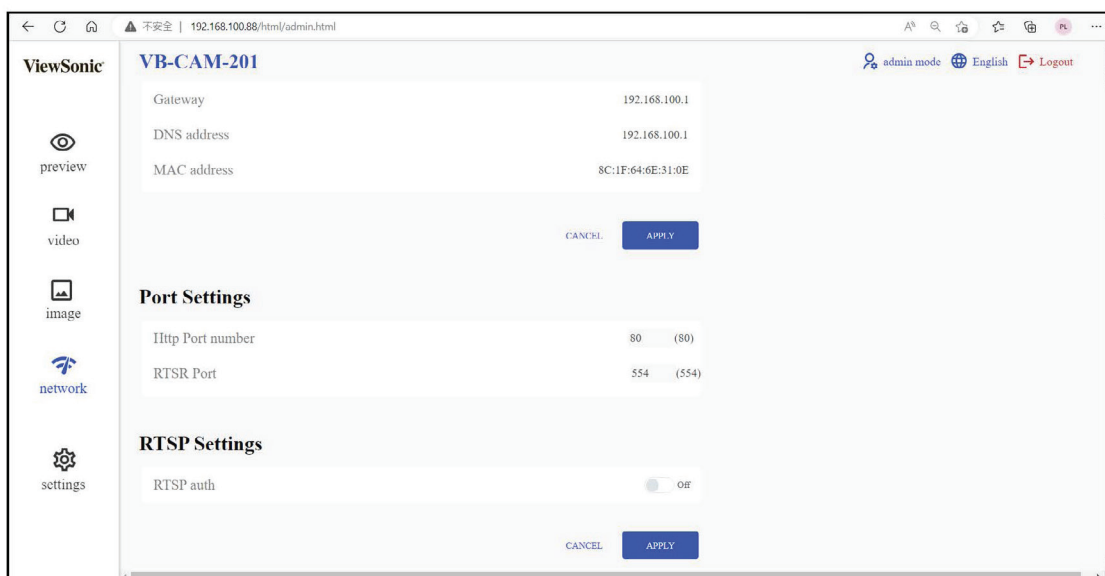 不安全 | 192.168.100.88/html/admin.html
PL
ViewSonic
VB-CAM-201
admin mode English Logout
Gateway 192.168.100.1
DNS address 192.168.100.1
MAC address 8C:1F:64:6E:31:0E
preview
CANCEL APPLY
video
Port Settings
image
Http Port number 80 (80)
RTSR Port 554 (554)
network
RTSP Settings
RTSP auth Off
settings
CANCEL APPLY